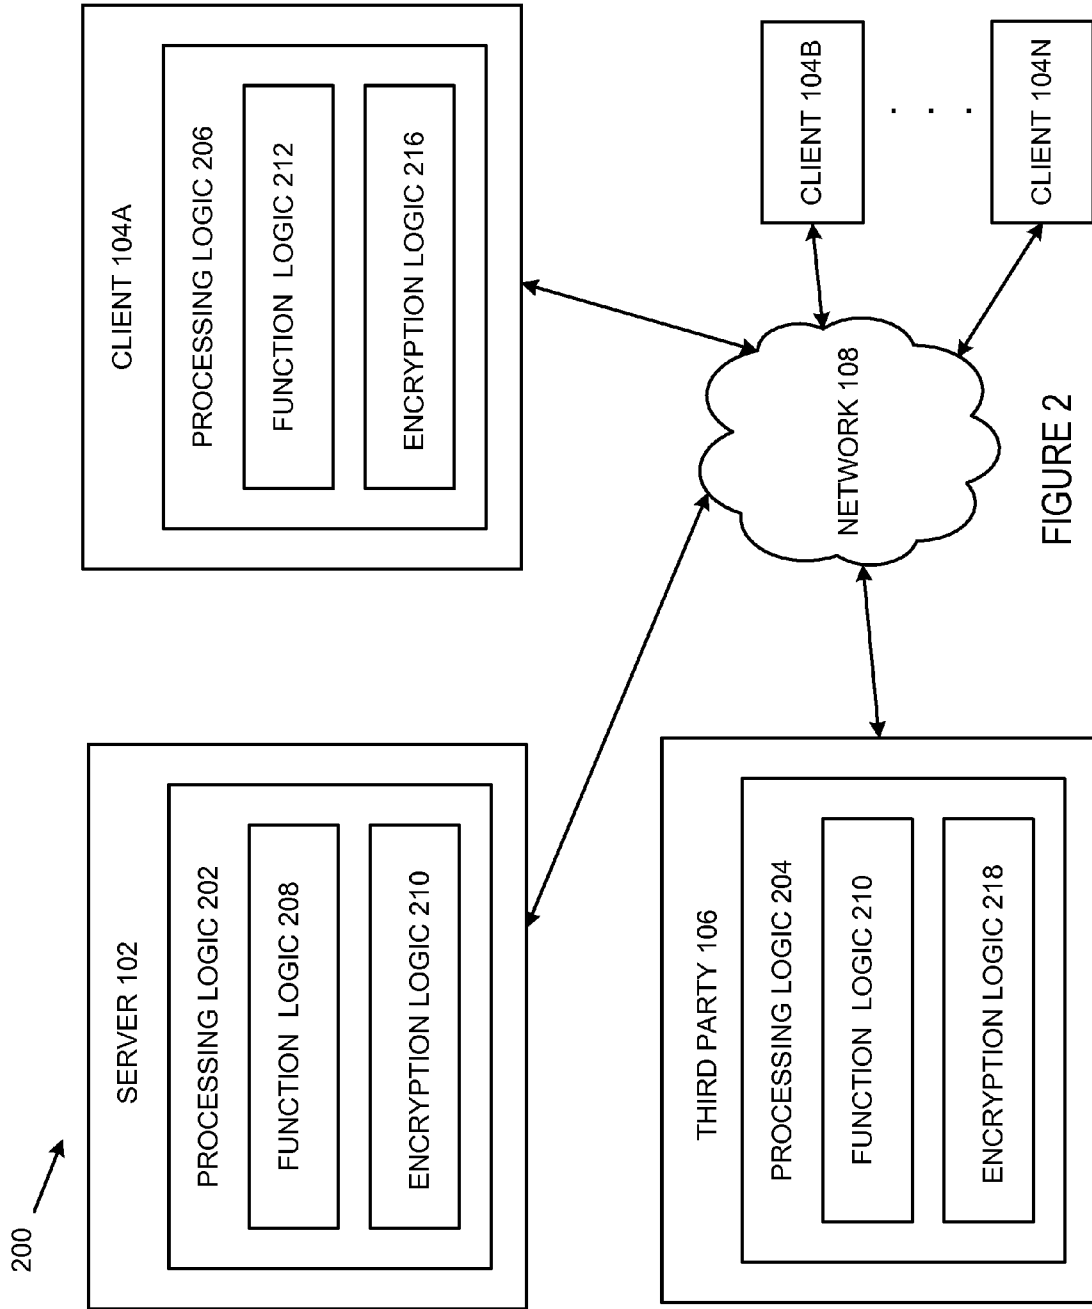 200
SERVER 102
PROCESSING LOGIC 202
FUNCTION LOGIC 208
ENCRYPTION LOGIC 210
CLIENT 104A
PROCESSING LOGIC 206
FUNCTION LOGIC 212
ENCRYPTION LOGIC 216
THIRD PARTY 106
PROCESSING LOGIC 204
FUNCTION LOGIC 210
ENCRYPTION LOGIC 218
NETWORK 108
CLIENT 104B
. . .
CLIENT 104N
FIGURE 2